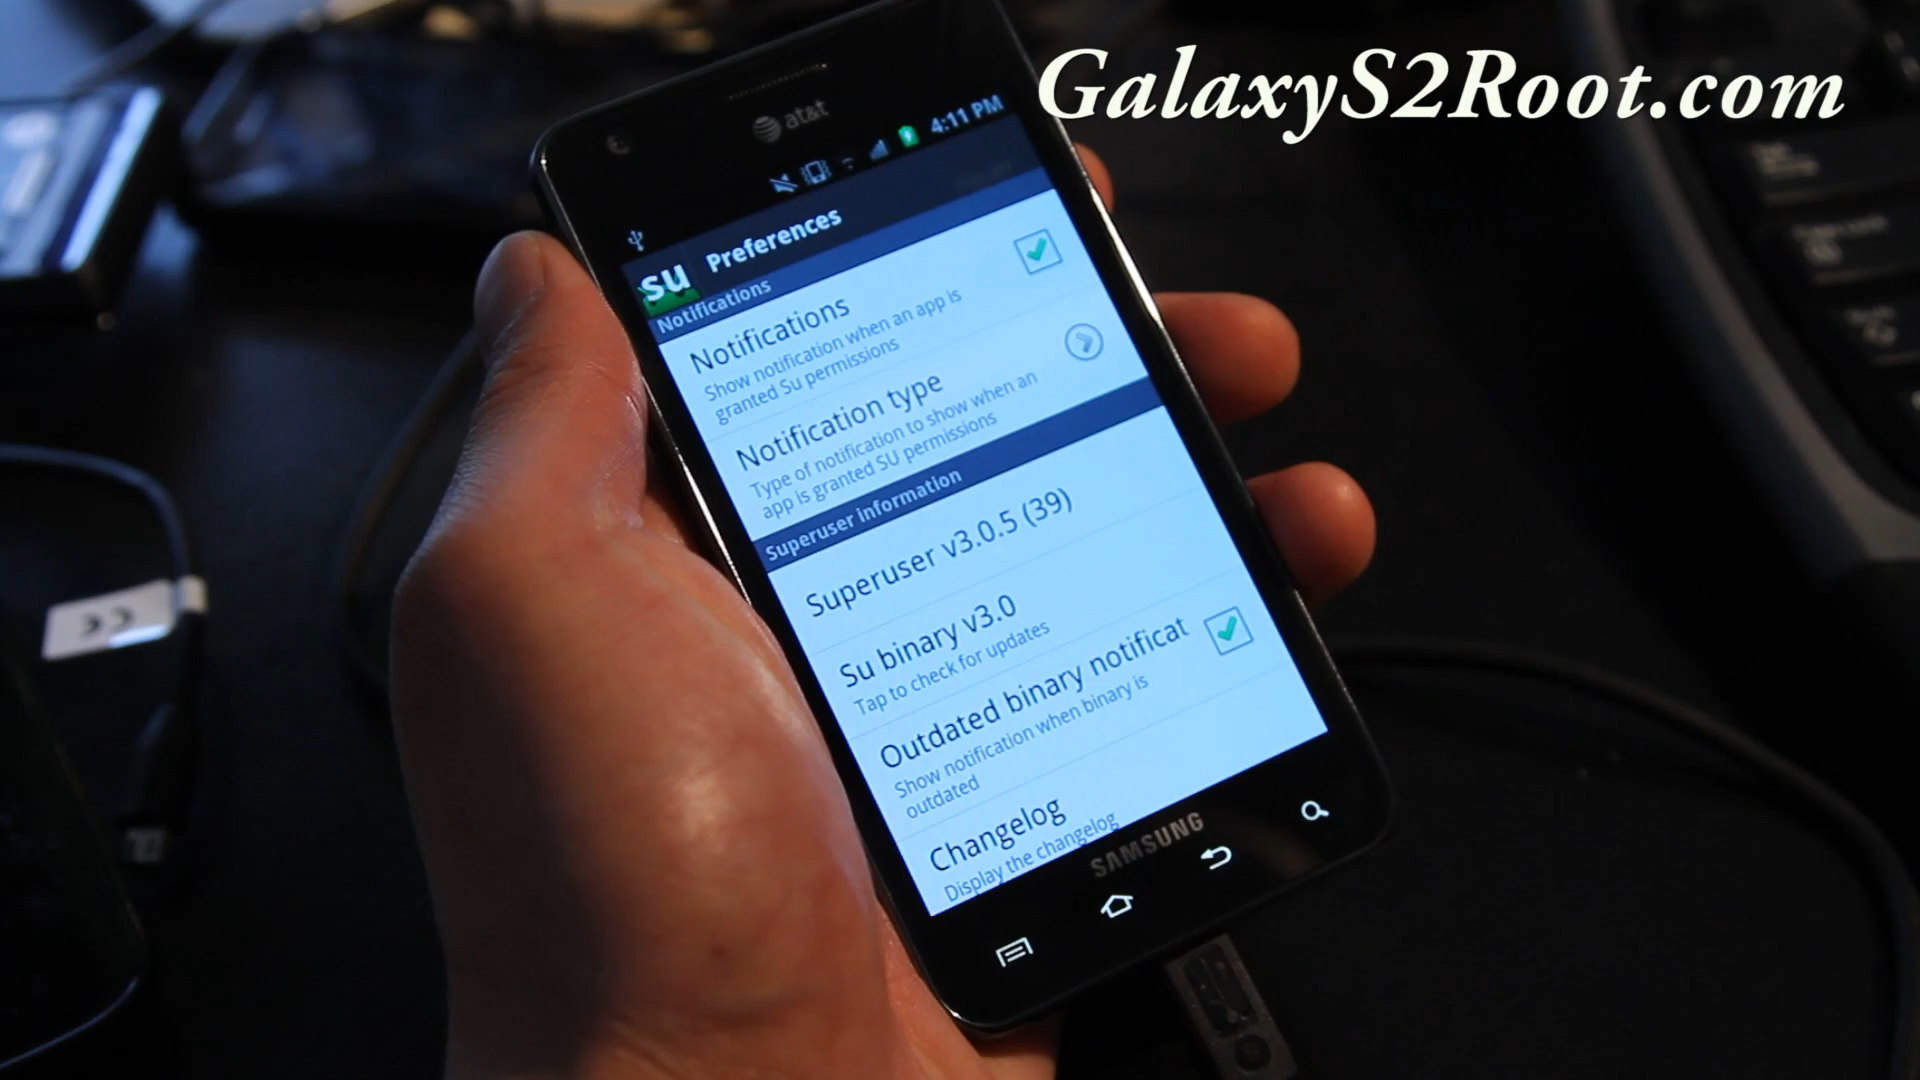 GalaxyS2Root.com
at&t
4:11 PM
su Preferences
Notifications
Notifications
Show notification when an app is
granted Su permissions
Notification type
Type of notification to show when an
app is granted SU permissions
Superuser information
Superuser v3.0.5 (39)
Su binary v3.0
Tap to check for updates
Outdated binary notificat
Show notification when binary is
outdated
Changelog
Display the changelog
SAMSUNG
CE